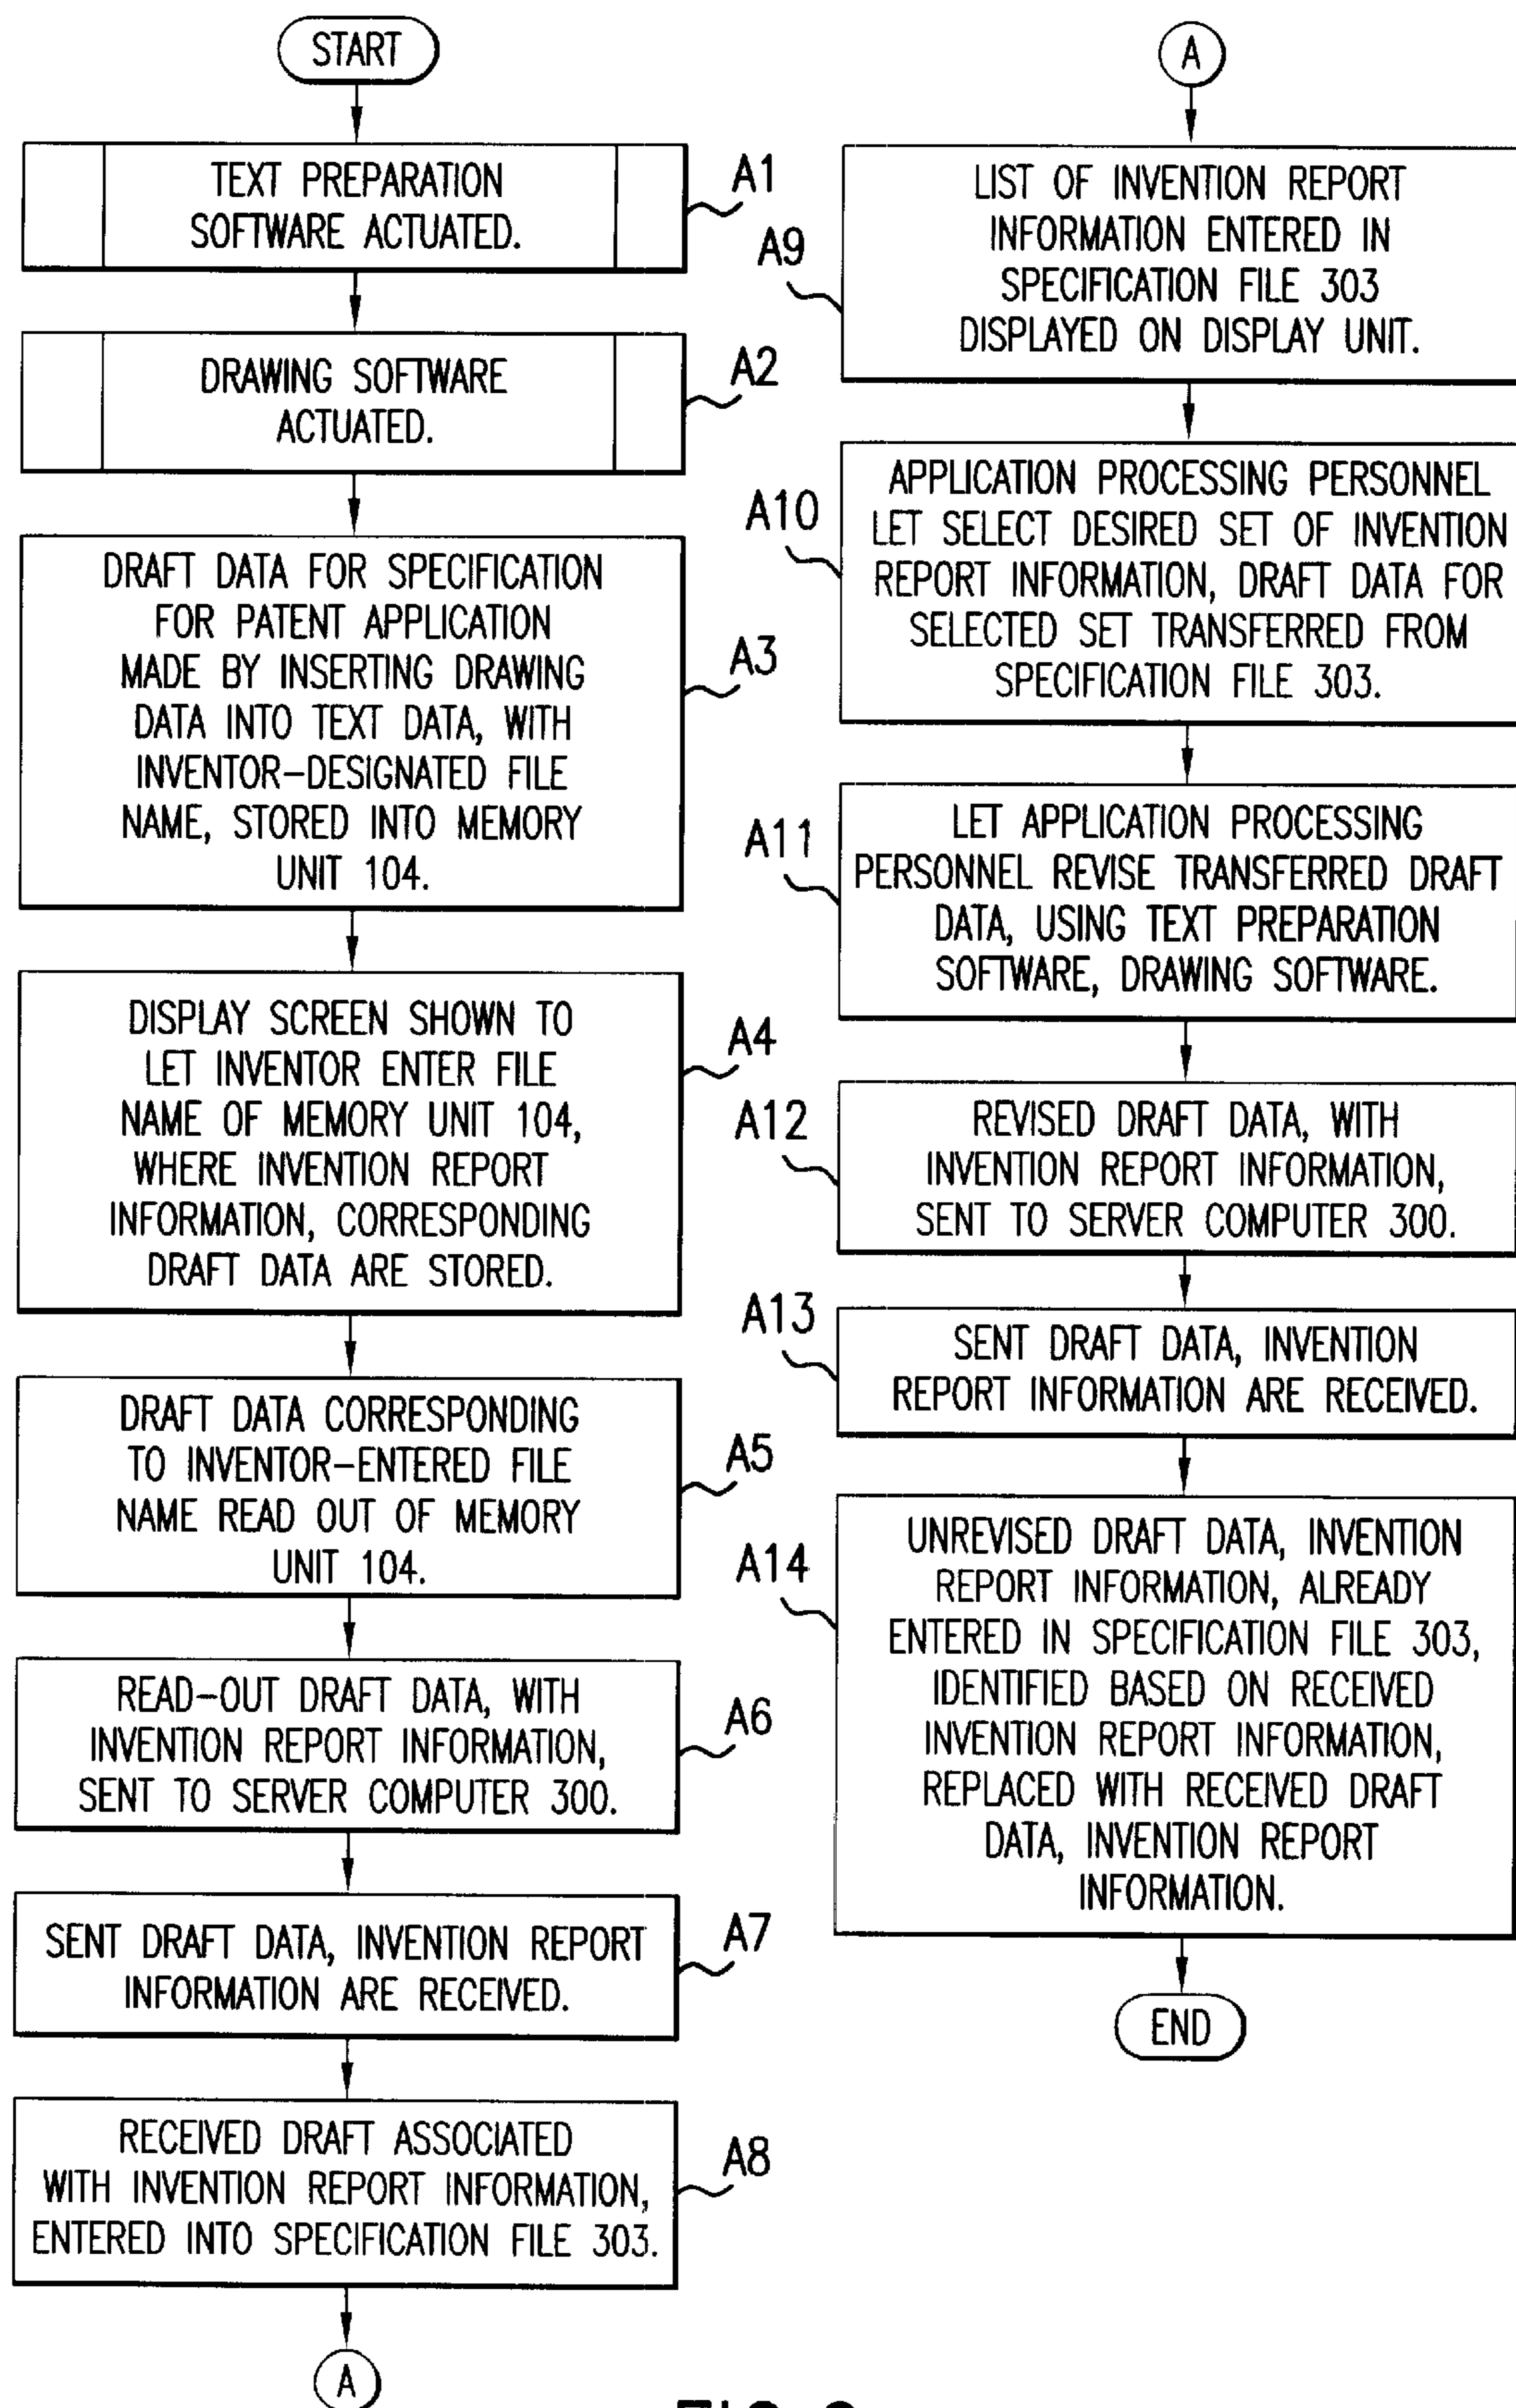 START
TEXT PREPARATION
SOFTWARE ACTUATED.
A1
DRAWING SOFTWARE
ACTUATED.
A2
DRAFT DATA FOR SPECIFICATION
FOR PATENT APPLICATION
MADE BY INSERTING DRAWING
DATA INTO TEXT DATA, WITH
INVENTOR-DESIGNATED FILE
NAME, STORED INTO MEMORY
UNIT 104.
A3
DISPLAY SCREEN SHOWN TO
LET INVENTOR ENTER FILE
NAME OF MEMORY UNIT 104,
WHERE INVENTION REPORT
INFORMATION, CORRESPONDING
DRAFT DATA ARE STORED.
A4
DRAFT DATA CORRESPONDING
TO INVENTOR-ENTERED FILE
NAME READ OUT OF MEMORY
UNIT 104.
A5
READ-OUT DRAFT DATA, WITH
INVENTION REPORT INFORMATION,
SENT TO SERVER COMPUTER 300.
A6
SENT DRAFT DATA, INVENTION REPORT
INFORMATION ARE RECEIVED.
A7
RECEIVED DRAFT ASSOCIATED
WITH INVENTION REPORT INFORMATION,
ENTERED INTO SPECIFICATION FILE 303.
A8
A
A
LIST OF INVENTION REPORT
INFORMATION ENTERED IN
SPECIFICATION FILE 303
DISPLAYED ON DISPLAY UNIT.
A9
APPLICATION PROCESSING PERSONNEL
LET SELECT DESIRED SET OF INVENTION
REPORT INFORMATION, DRAFT DATA FOR
SELECTED SET TRANSFERRED FROM
SPECIFICATION FILE 303.
A10
LET APPLICATION PROCESSING
PERSONNEL REVISE TRANSFERRED DRAFT
DATA, USING TEXT PREPARATION
SOFTWARE, DRAWING SOFTWARE.
A11
REVISED DRAFT DATA, WITH
INVENTION REPORT INFORMATION,
SENT TO SERVER COMPUTER 300.
A12
SENT DRAFT DATA, INVENTION
REPORT INFORMATION ARE RECEIVED.
A13
UNREVISED DRAFT DATA, INVENTION
REPORT INFORMATION, ALREADY
ENTERED IN SPECIFICATION FILE 303,
IDENTIFIED BASED ON RECEIVED
INVENTION REPORT INFORMATION,
REPLACED WITH RECEIVED DRAFT
DATA, INVENTION REPORT
INFORMATION.
A14
END